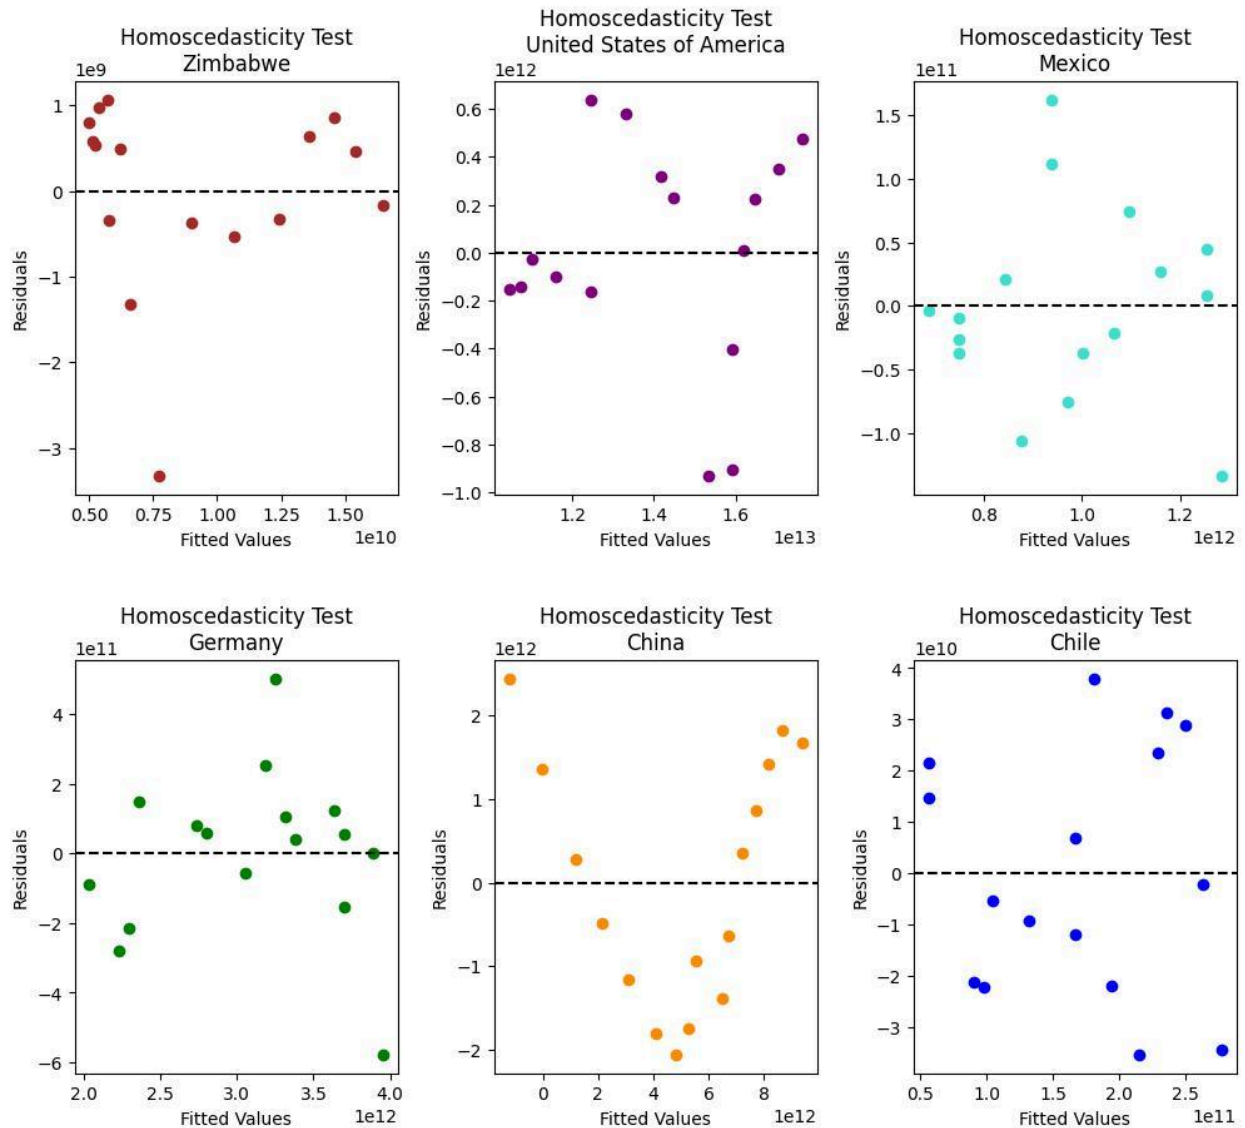 Homoscedasticity Test
Zimbabwe
1e9
1
0
−1
−2
−3
Residuals
0.50 0.75 1.00 1.25 1.50
Fitted Values 1e10
Homoscedasticity Test
United States of America
1e12
0.6
0.4
0.2
0.0
−0.2
−0.4
−0.6
−0.8
−1.0
Residuals
1.2 1.4 1.6
Fitted Values 1e13
Homoscedasticity Test
Mexico
1e11
1.5
1.0
0.5
0.0
−0.5
−1.0
Residuals
0.8 1.0 1.2
Fitted Values 1e12
Homoscedasticity Test
Germany
1e11
4
2
0
−2
−4
−6
Residuals
2.0 2.5 3.0 3.5 4.0
Fitted Values 1e12
Homoscedasticity Test
China
1e12
2
1
0
−1
−2
Residuals
0 2 4 6 8
Fitted Values 1e12
Homoscedasticity Test
Chile
1e10
4
3
2
1
0
−1
−2
−3
Residuals
0.5 1.0 1.5 2.0 2.5
Fitted Values 1e11